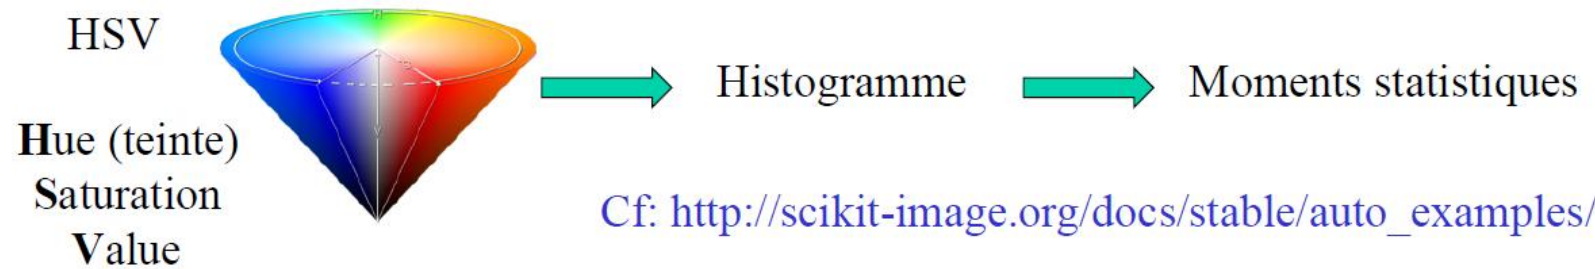 HSV
Hue (teinte)
Saturation
Value
Histogramme
Moments statistiques
Cf: http://scikit-image.org/docs/stable/auto_examples/